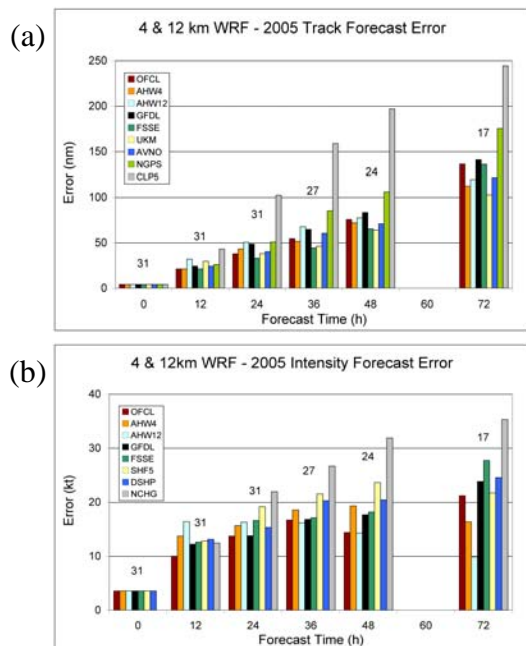 (a)
4 & 12 km WRF - 2005 Track Forecast Error
250
200
150
100
50
0
Error (nm)
OFCL
AHW4
AHW12
GFDL
FSSE
UKM
AVNO
NGPS
CLP5
31
31
31
27
24
17
0 12 24 36 48 60 72
Forecast Time (h)
(b)
4 & 12km WRF - 2005 Intensity Forecast Error
40
30
20
10
0
Error (kt)
OFCL
AHW4
AHW12
GFDL
FSSE
SHF5
DSHP
NCHG
31
31
31
27
24
17
0 12 24 36 48 60 72
Forecast Time (h)